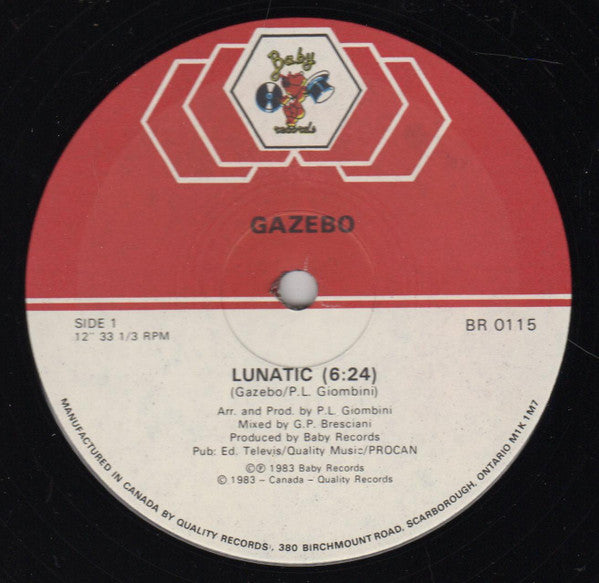 Baby
records
GAZEBO
SIDE 1
12" 33 1/3 RPM
BR 0115
LUNATIC (6:24)
(Gazebo/P.L. Giombini)
Arr. and Prod. by P.L. Giombini
Mixed by G.P. Bresciani
Produced by Baby Records
Pub: Ed. Televis/Quality Music/PROCAN
©℗ 1983 Baby Records
© 1983 - Canada - Quality Records
MANUFACTURED IN CANADA BY QUALITY RECORDS, 380 BIRCHMOUNT ROAD, SCARBOROUGH, ONTARIO M1K 1M7